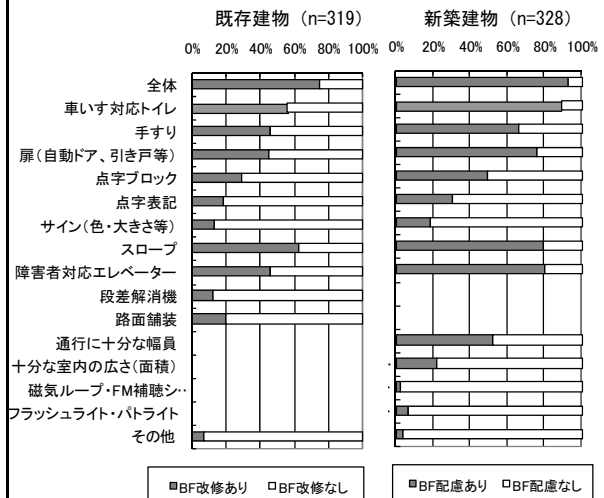 既存建物 (n=319)
新築建物 (n=328)
0% 20% 40% 60% 80% 100%
0% 20% 40% 60% 80% 100%
全体
車いす対応トイレ
手すり
扉(自動ドア、引き戸等)
点字ブロック
点字表記
サイン(色・大きさ等)
スロープ
障害者対応エレベーター
段差解消機
路面舗装
通行に十分な幅員
十分な室内の広さ(面積)
磁気ループ・FM補聴シ‥
フラッシュライト・パトライト
その他
BF改修あり BF改修なし
BF配慮あり BF配慮なし